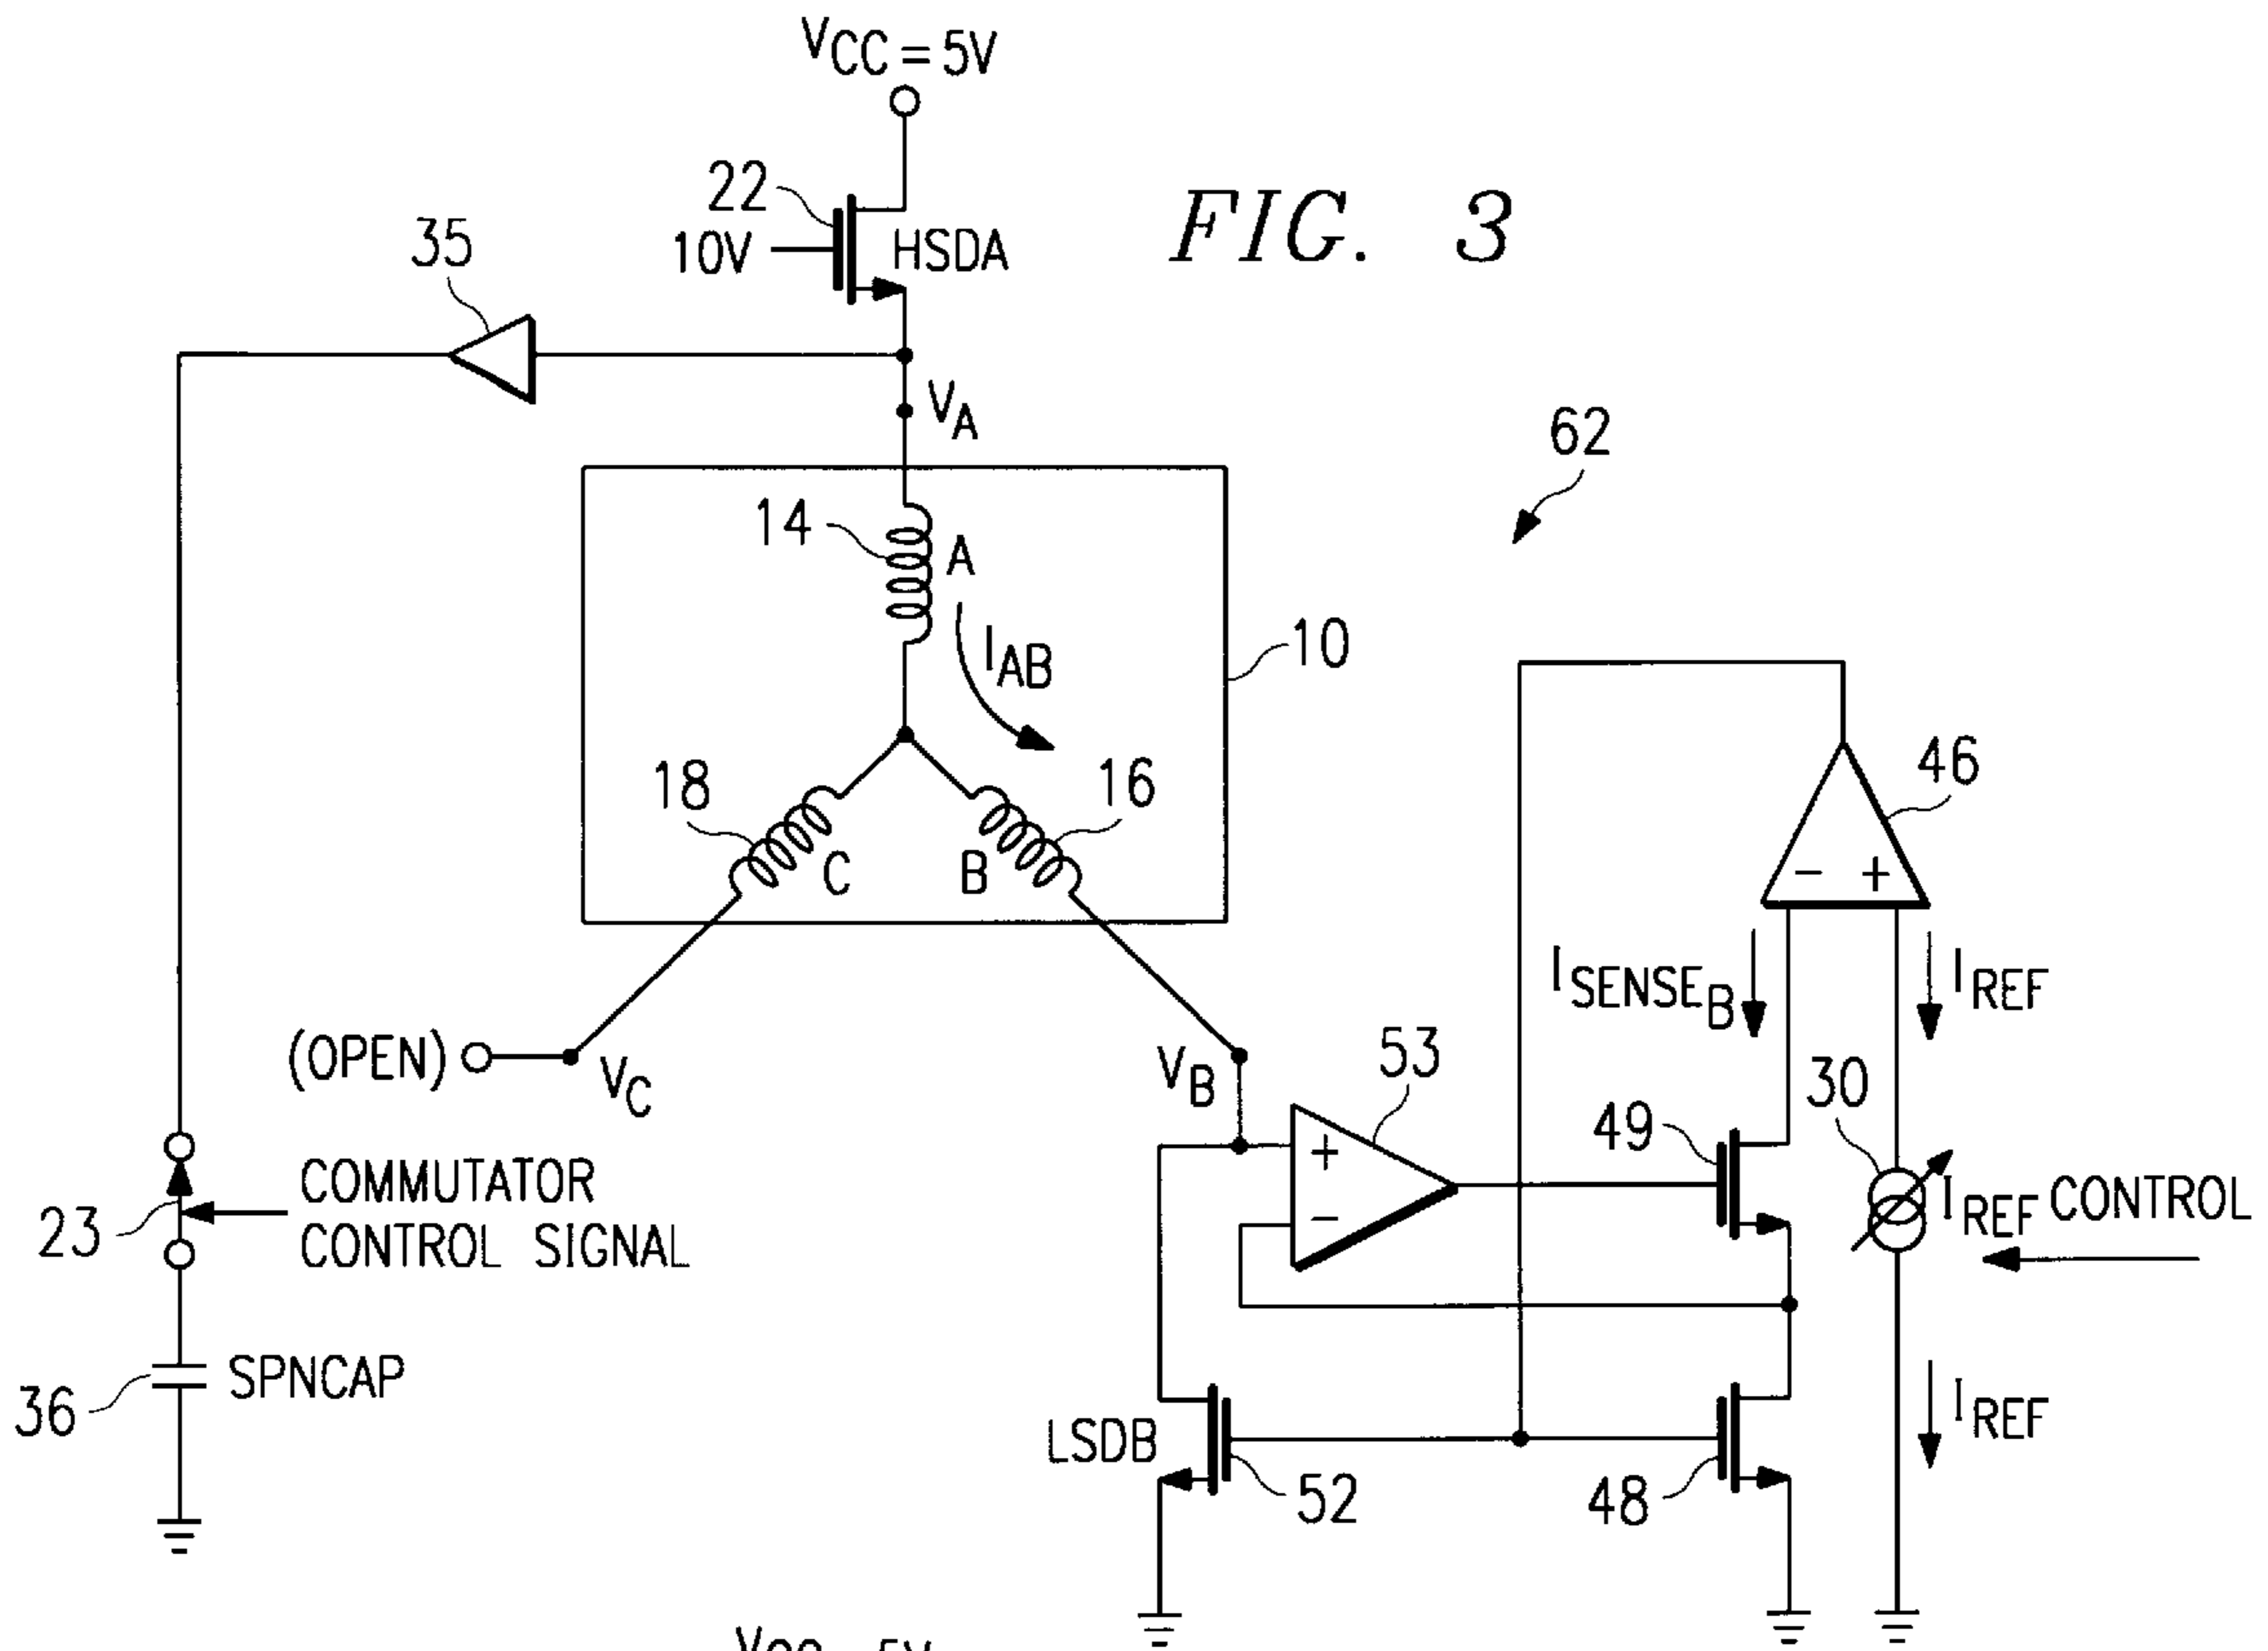 VCC = 5V
22
10V
HSDA
FIG. 3
35
VA
62
14
A
IAB
10
18
C
B
16
46
- +
ISENSEB
IREF
(OPEN)
VC
VB
53
+
-
49
30
IREF CONTROL
23
COMMUTATOR
CONTROL SIGNAL
36
SPNCAP
LSDB
52
48
IREF